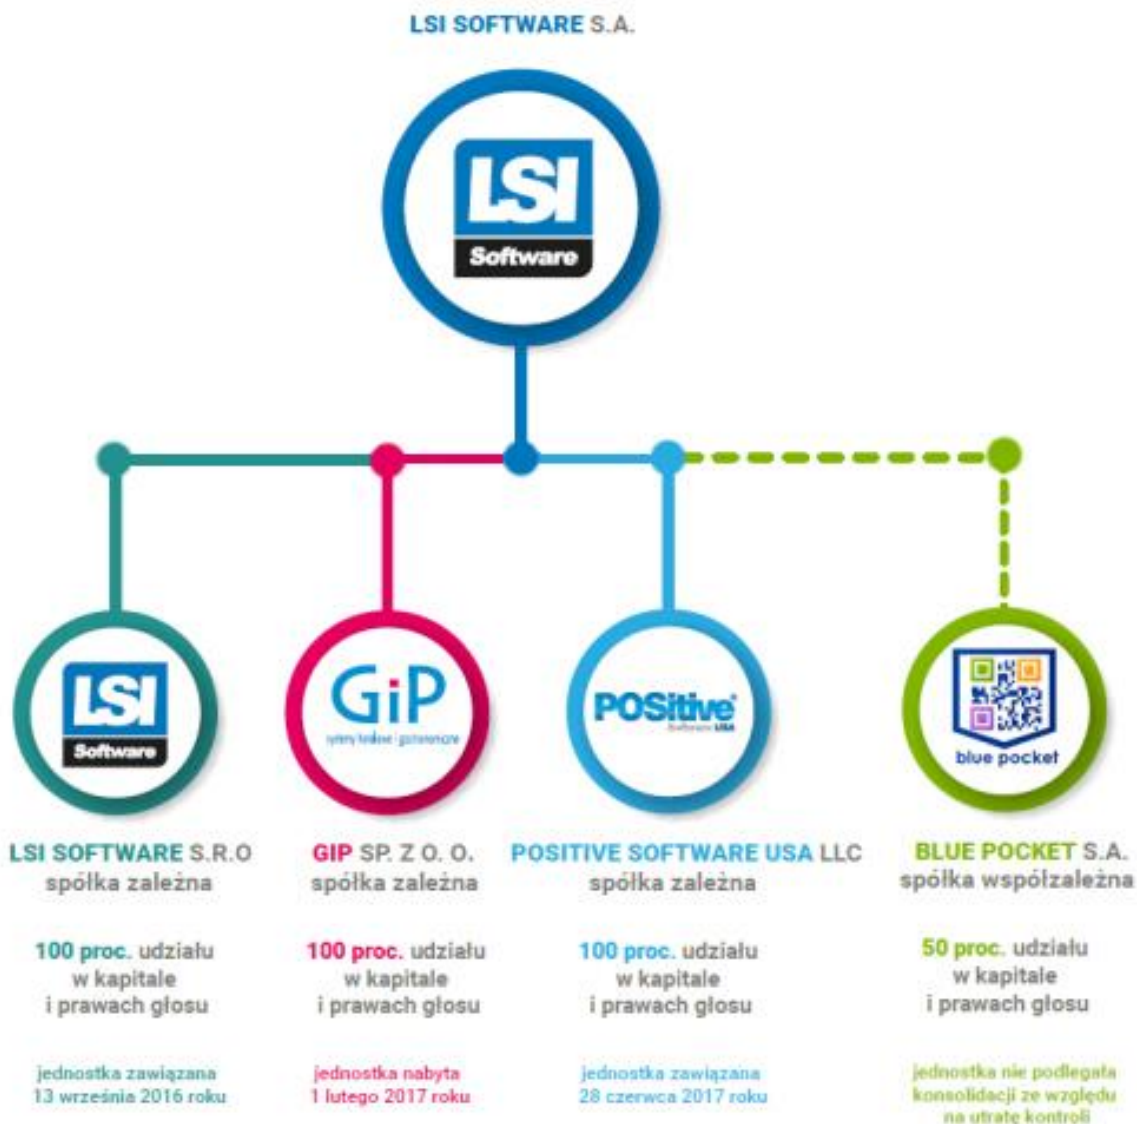 LSI SOFTWARE S.A.
LSI
Software
LSI
Software
GiP
POSitive
Software USA
blue pocket
LSI SOFTWARE S.R.O
spółka zależna
100 proc. udziału
w kapitale
i prawach głosu
jednostka zawiązana
13 września 2016 roku
GIP SP. Z O. O.
spółka zależna
100 proc. udziału
w kapitale
i prawach głosu
jednostka nabyta
1 lutego 2017 roku
POSITIVE SOFTWARE USA LLC
spółka zależna
100 proc. udziału
w kapitale
i prawach głosu
jednostka zawiązana
28 czerwca 2017 roku
BLUE POCKET S.A.
spółka współzależna
50 proc. udziału
w kapitale
i prawach głosu
jednostka nie podlegała
konsolidacji ze względu
na utratę kontroli